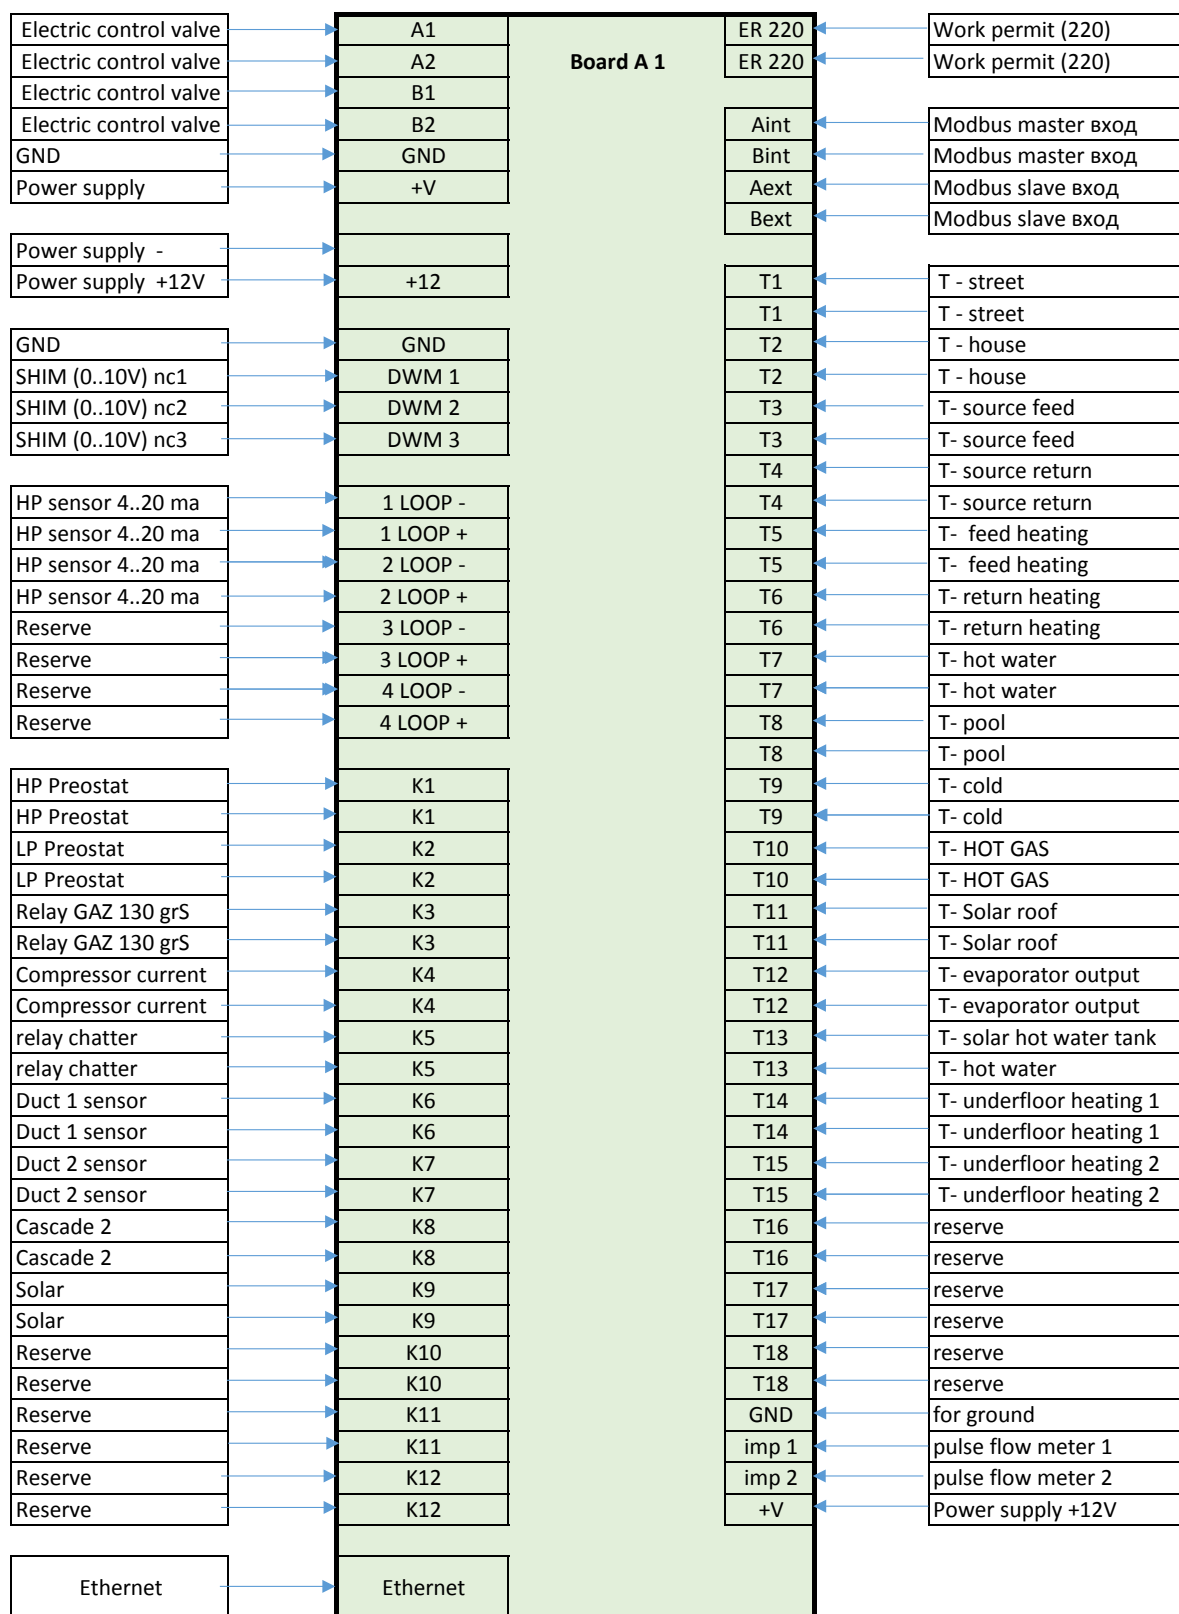 Electric control valve A1 Board A 1 ER 220 Work permit (220)
Electric control valve A2 ER 220 Work permit (220)
Electric control valve B1
Electric control valve B2 Aint Modbus master вход
GND GND Bint Modbus master вход
Power supply +V Aext Modbus slave вход
Bext Modbus slave вход
Power supply -
Power supply +12V +12 T1 T - street
T1 T - street
GND GND T2 T - house
SHIM (0..10V) nc1 DWM 1 T2 T - house
SHIM (0..10V) nc2 DWM 2 T3 T- source feed
SHIM (0..10V) nc3 DWM 3 T3 T- source feed
T4 T- source return
HP sensor 4..20 ma 1 LOOP - T4 T- source return
HP sensor 4..20 ma 1 LOOP + T5 T- feed heating
HP sensor 4..20 ma 2 LOOP - T5 T- feed heating
HP sensor 4..20 ma 2 LOOP + T6 T- return heating
Reserve 3 LOOP - T6 T- return heating
Reserve 3 LOOP + T7 T- hot water
Reserve 4 LOOP - T7 T- hot water
Reserve 4 LOOP + T8 T- pool
T8 T- pool
HP Preostat K1 T9 T- cold
HP Preostat K1 T9 T- cold
LP Preostat K2 T10 T- HOT GAS
LP Preostat K2 T10 T- HOT GAS
Relay GAZ 130 grS K3 T11 T- Solar roof
Relay GAZ 130 grS K3 T11 T- Solar roof
Compressor current K4 T12 T- evaporator output
Compressor current K4 T12 T- evaporator output
relay chatter K5 T13 T- solar hot water tank
relay chatter K5 T13 T- hot water
Duct 1 sensor K6 T14 T- underfloor heating 1
Duct 1 sensor K6 T14 T- underfloor heating 1
Duct 2 sensor K7 T15 T- underfloor heating 2
Duct 2 sensor K7 T15 T- underfloor heating 2
Cascade 2 K8 T16 reserve
Cascade 2 K8 T16 reserve
Solar K9 T17 reserve
Solar K9 T17 reserve
Reserve K10 T18 reserve
Reserve K10 T18 reserve
Reserve K11 GND for ground
Reserve K11 imp 1 pulse flow meter 1
Reserve K12 imp 2 pulse flow meter 2
Reserve K12 +V Power supply +12V
Ethernet Ethernet